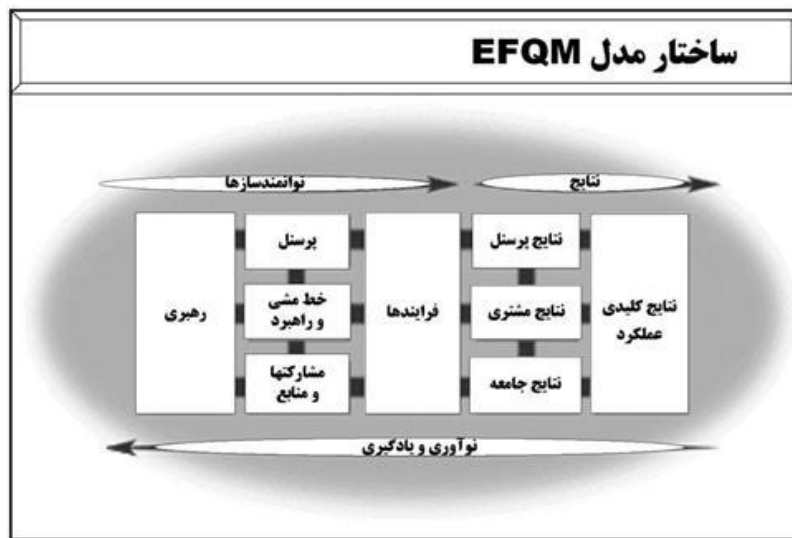 ساختار مدل EFQM
توانمندسازها
نتایج
رهبری
پرسنل
خط مشی
و راهبرد
مشارکتها
و منابع
فرایندها
نتایج پرسنل
نتایج مشتری
نتایج جامعه
نتایج کلیدی
عملکرد
نوآوری و یادگیری